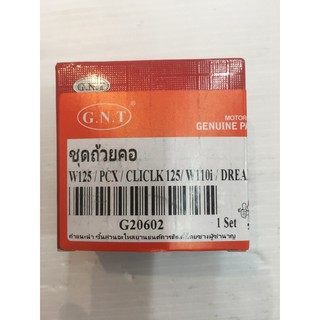 G.N.T
G.N.T
MOTOR
GENUINE PA
ชุดถ้วยคอ
W125 / PCX / CLICLK 125/ W110i / DREA
G20602
1 Set